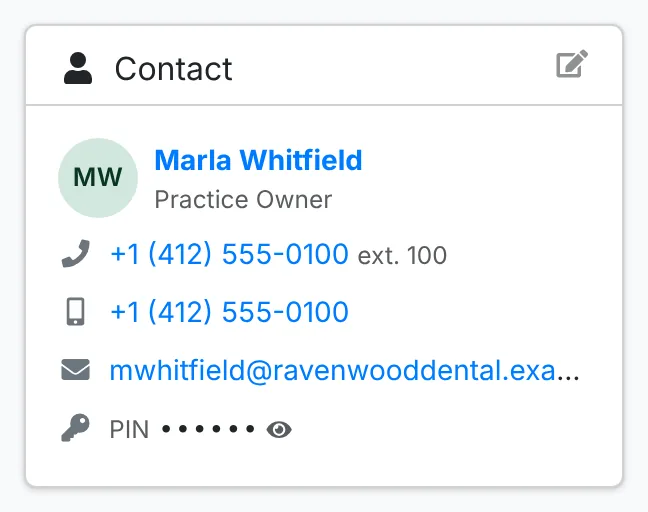 Contact
MW
Marla Whitfield
Practice Owner
+1 (412) 555-0100 ext. 100
+1 (412) 555-0100
mwhitfield@ravenwooddental.exa...
PIN ••••••